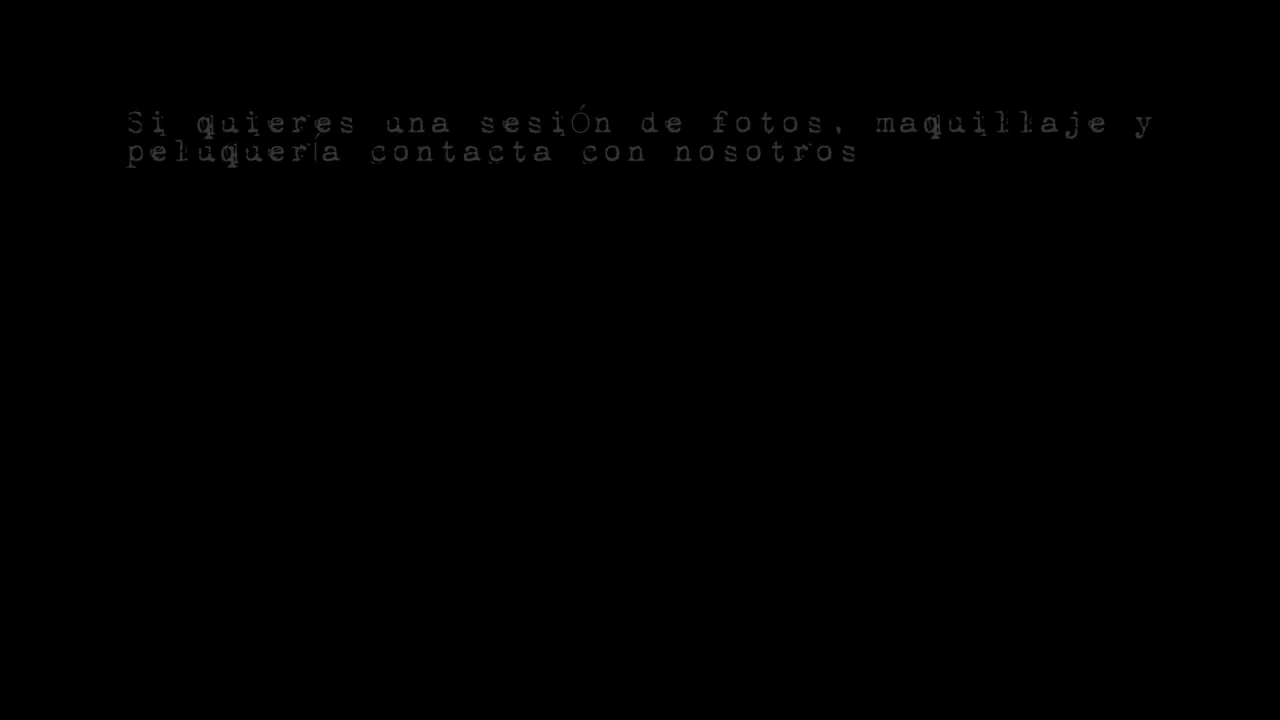 Si quieres una sesiÓn de fotos, maquillaje y
peluquerÍa contacta con nosotros